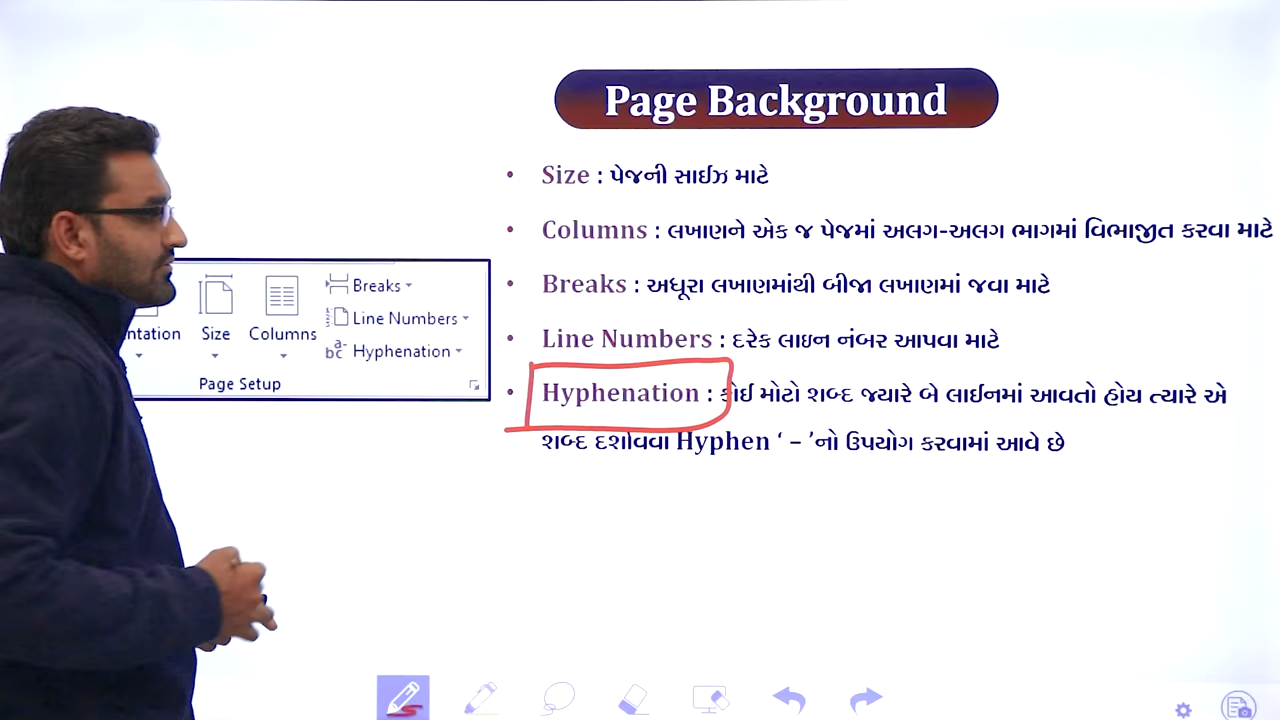 Page Background
• Size : પેજની સાઈઝ માટે
• Columns : લખાણને એક જ પેજમાં અલગ-અલગ ભાગમાં વિભાજીત કરવા માટે
• Breaks : અધૂરા લખાણમાંથી બીજા લખાણમાં જવા માટે
• Line Numbers : દરેક લાઇન નંબર આપવા માટે
• Hyphenation : કોઈ મોટો શબ્દ જ્યારે બે લાઈનમાં આવતો હોય ત્યારે એ
શબ્દ દર્શાવવા Hyphen ‘ – ’નો ઉપયોગ કરવામાં આવે છે
Size
Columns
Breaks
Line Numbers
Hyphenation
Page Setup